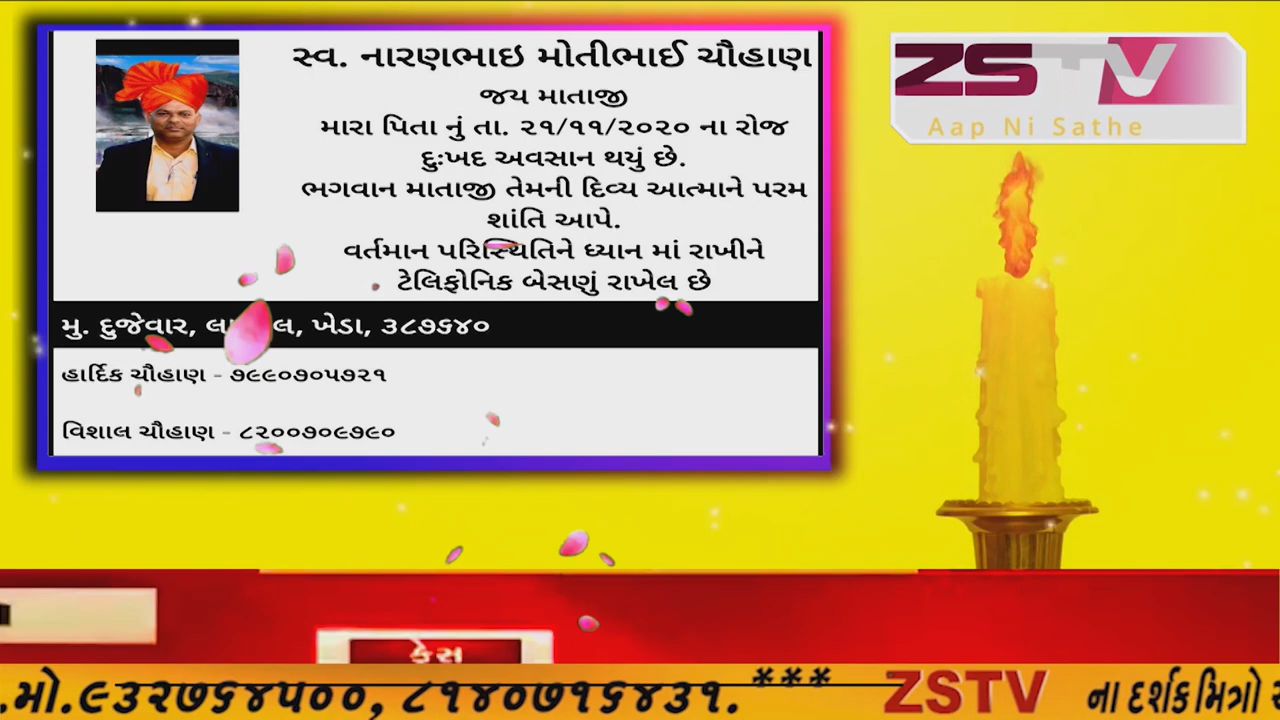 સ્વ. નારણભાઇ મોતીભાઈ ચૌહાણ
જય માતાજી
મારા પિતા નું તા. ૨૧/૧૧/૨૦૨૦ ના રોજ
દુઃખદ અવસાન થયું છે.
ભગવાન માતાજી તેમની દિવ્ય આત્માને પરમ
શાંતિ આપે.
વર્તમાન પરિસ્થિતિને ધ્યાન માં રાખીને
ટેલિફોનિક બેસણું રાખેલ છે
મુ. દુજેવાર, ખેડા, ૩૮૭૬૪૦
હાર્દિક ચૌહાણ - ૭૯૯૦૭૦૫૭૨૧
વિશાલ ચૌહાણ - ૮૨૦૦૭૦૯૭૯૦
ZSTV
Aap Ni Sathe
કેસ
.મો.૯૩૨૭૬૪૫૦૦, ૮૧૪૦૭૧૬૪૩૧. *** ZSTV ના દર્શક મિત્રો